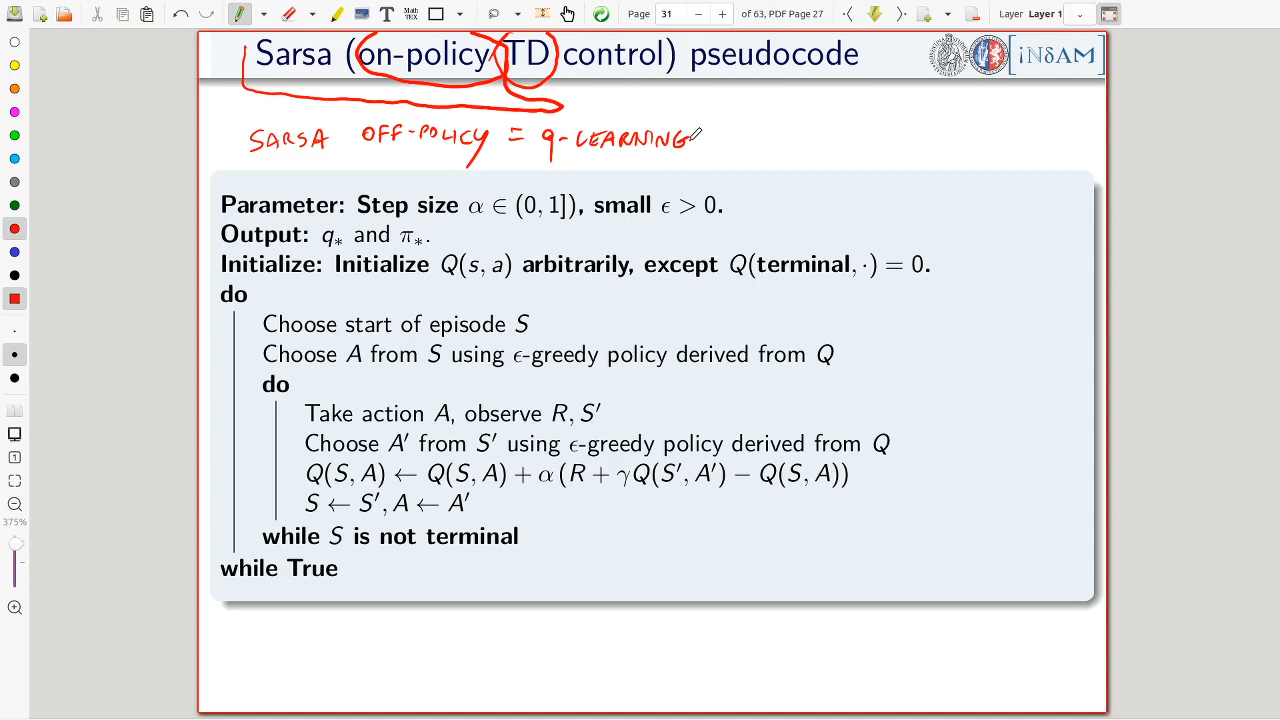 Page 31 of 63, PDF Page 27 Layer Layer 1
Math
TEX
Sarsa (on-policy TD control) pseudocode
iNδAM
SARSA OFF-POLICY = q-LEARNING
Parameter: Step size α ∈ (0, 1]), small ϵ > 0.
Output: q∗ and π∗.
Initialize: Initialize Q(s, a) arbitrarily, except Q(terminal, ·) = 0.
do
Choose start of episode S
Choose A from S using ϵ-greedy policy derived from Q
do
Take action A, observe R, S′
Choose A′ from S′ using ϵ-greedy policy derived from Q
Q(S, A) ← Q(S, A) + α (R + γQ(S′, A′) − Q(S, A))
S ← S′, A ← A′
while S is not terminal
while True
375%